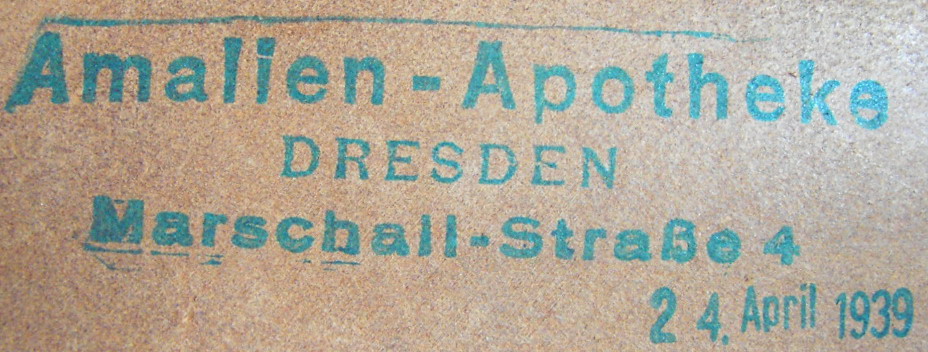 Amalien-Apotheke
DRESDEN
Marschall-Straße 4
24. April 1939